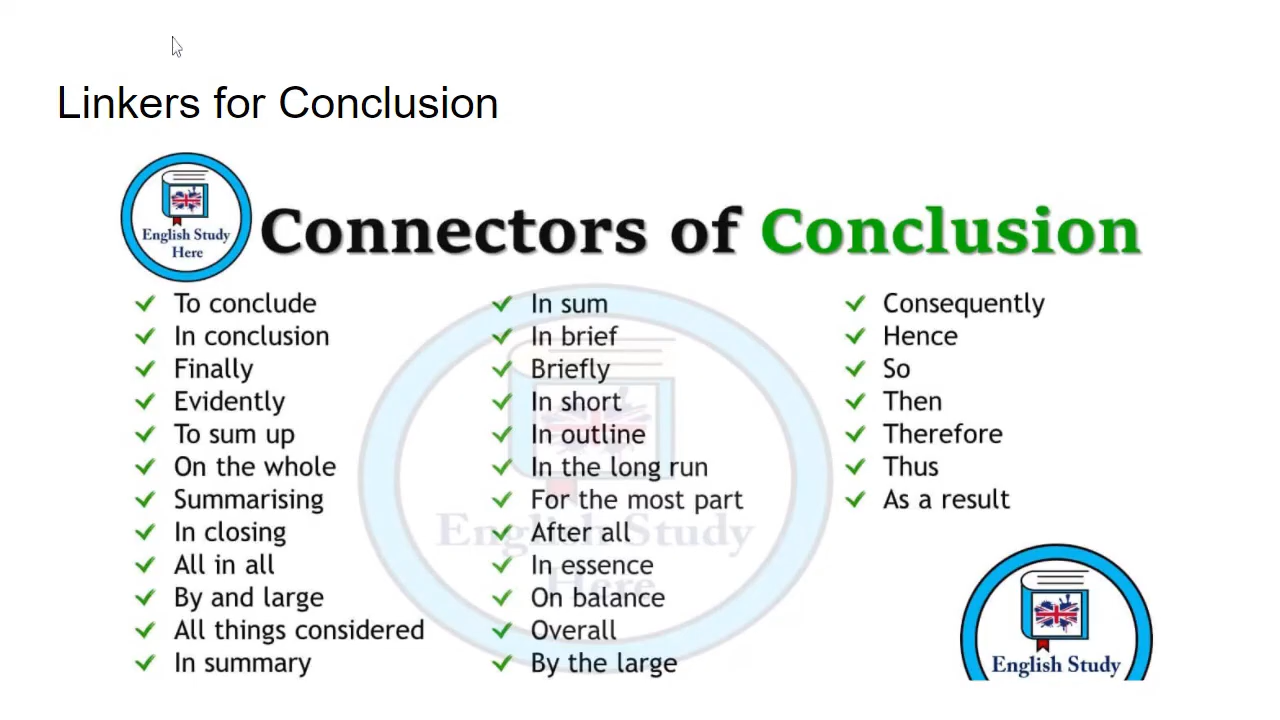 Linkers for Conclusion
English Study
Here
Connectors of Conclusion
To conclude
In conclusion
Finally
Evidently
To sum up
On the whole
Summarising
In closing
All in all
By and large
All things considered
In summary
In sum
In brief
Briefly
In short
In outline
In the long run
For the most part
After all
In essence
On balance
Overall
By the large
Consequently
Hence
So
Then
Therefore
Thus
As a result
English Study
Here
English Study